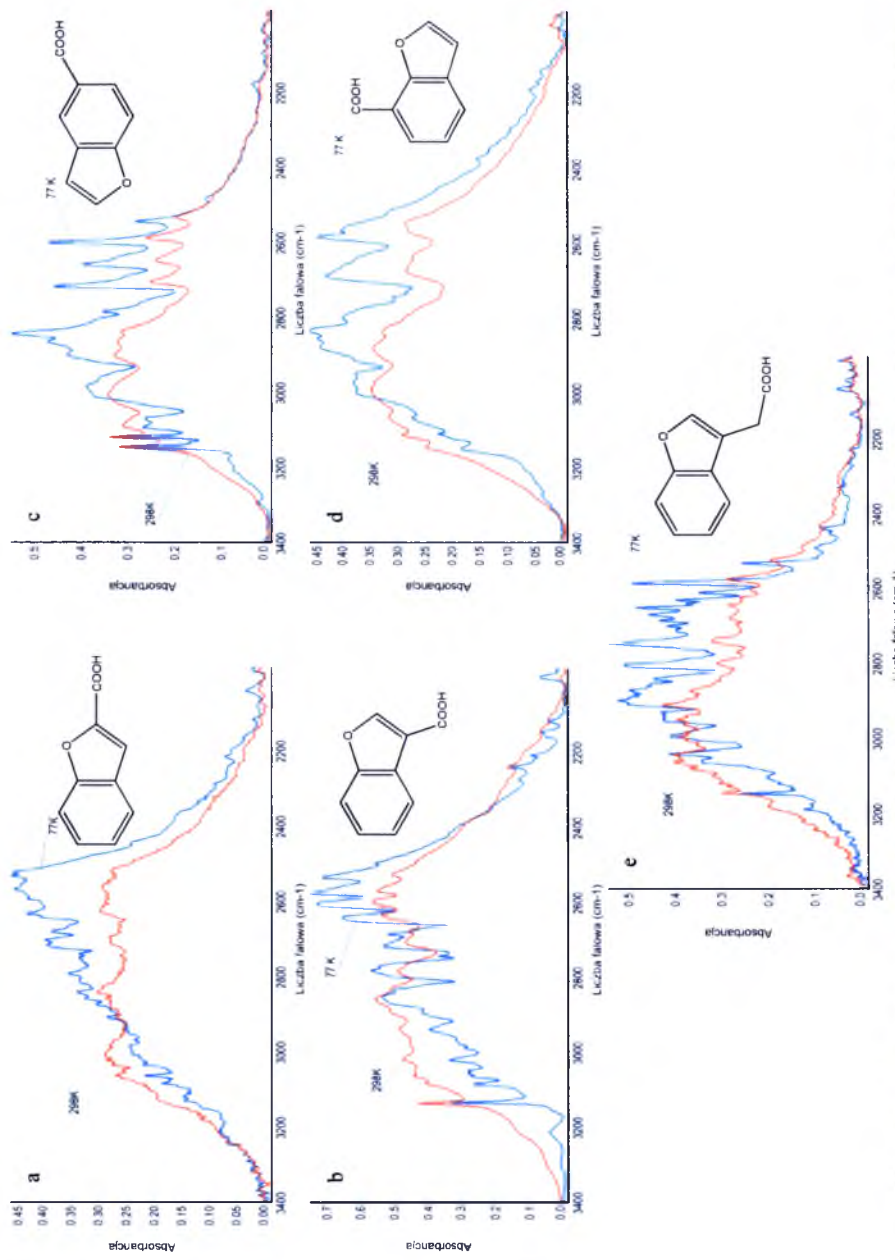 a
0.45
0.40
0.35
0.30
0.25
0.20
0.15
0.10
0.05
0.00
Absorbancja
298K
77K
O
COOH
3400
3200
3000
2800
2600
2400
2200
Liczba falowa (cm-1)
b
0.7
0.6
0.5
0.4
0.3
0.2
0.1
0.0
Absorbancja
298K
77 K
O
COOH
3400
3200
3000
2800
2600
2400
2200
Liczba falowa (cm-1)
c
0.5
0.4
0.3
0.2
0.1
0.0
Absorbancja
298K
77 K
O
COOH
3400
3200
3000
2800
2600
2400
2200
Liczba falowa (cm-1)
d
0.45
0.40
0.35
0.30
0.25
0.20
0.15
0.10
0.05
0.00
Absorbancja
298K
77 K
COOH
O
3400
3200
3000
2800
2600
2400
2200
Liczba falowa (cm-1)
e
0.5
0.4
0.3
0.2
0.1
0.0
Absorbancja
298K
77K
O
COOH
3400
3200
3000
2800
2600
2400
2200